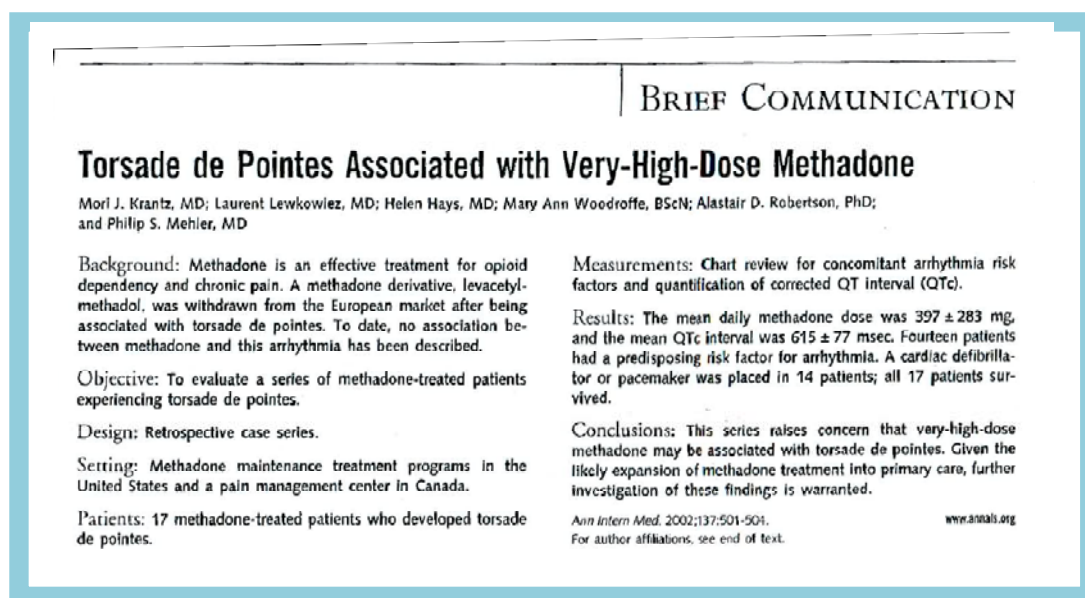 BRIEF COMMUNICATION
Torsade de Pointes Associated with Very-High-Dose Methadone
Mori J. Krantz, MD; Laurent Lewkowiez, MD; Helen Hays, MD; Mary Ann Woodroffe, BScN; Alastair D. Robertson, PhD;
and Philip S. Mehler, MD
Background: Methadone is an effective treatment for opioid
dependency and chronic pain. A methadone derivative, levacetyl-
methadol, was withdrawn from the European market after being
associated with torsade de pointes. To date, no association be-
tween methadone and this arrhythmia has been described.
Objective: To evaluate a series of methadone-treated patients
experiencing torsade de pointes.
Design: Retrospective case series.
Setting: Methadone maintenance treatment programs in the
United States and a pain management center in Canada.
Patients: 17 methadone-treated patients who developed torsade
de pointes.
Measurements: Chart review for concomitant arrhythmia risk
factors and quantification of corrected QT interval (QTc).
Results: The mean daily methadone dose was 397 ± 283 mg,
and the mean QTc interval was 615 ± 77 msec. Fourteen patients
had a predisposing risk factor for arrhythmia. A cardiac defibrilla-
tor or pacemaker was placed in 14 patients; all 17 patients sur-
vived.
Conclusions: This series raises concern that very-high-dose
methadone may be associated with torsade de pointes. Given the
likely expansion of methadone treatment into primary care, further
investigation of these findings is warranted.
Ann Intern Med. 2002;137:501-504. www.annals.org
For author affiliations, see end of text.